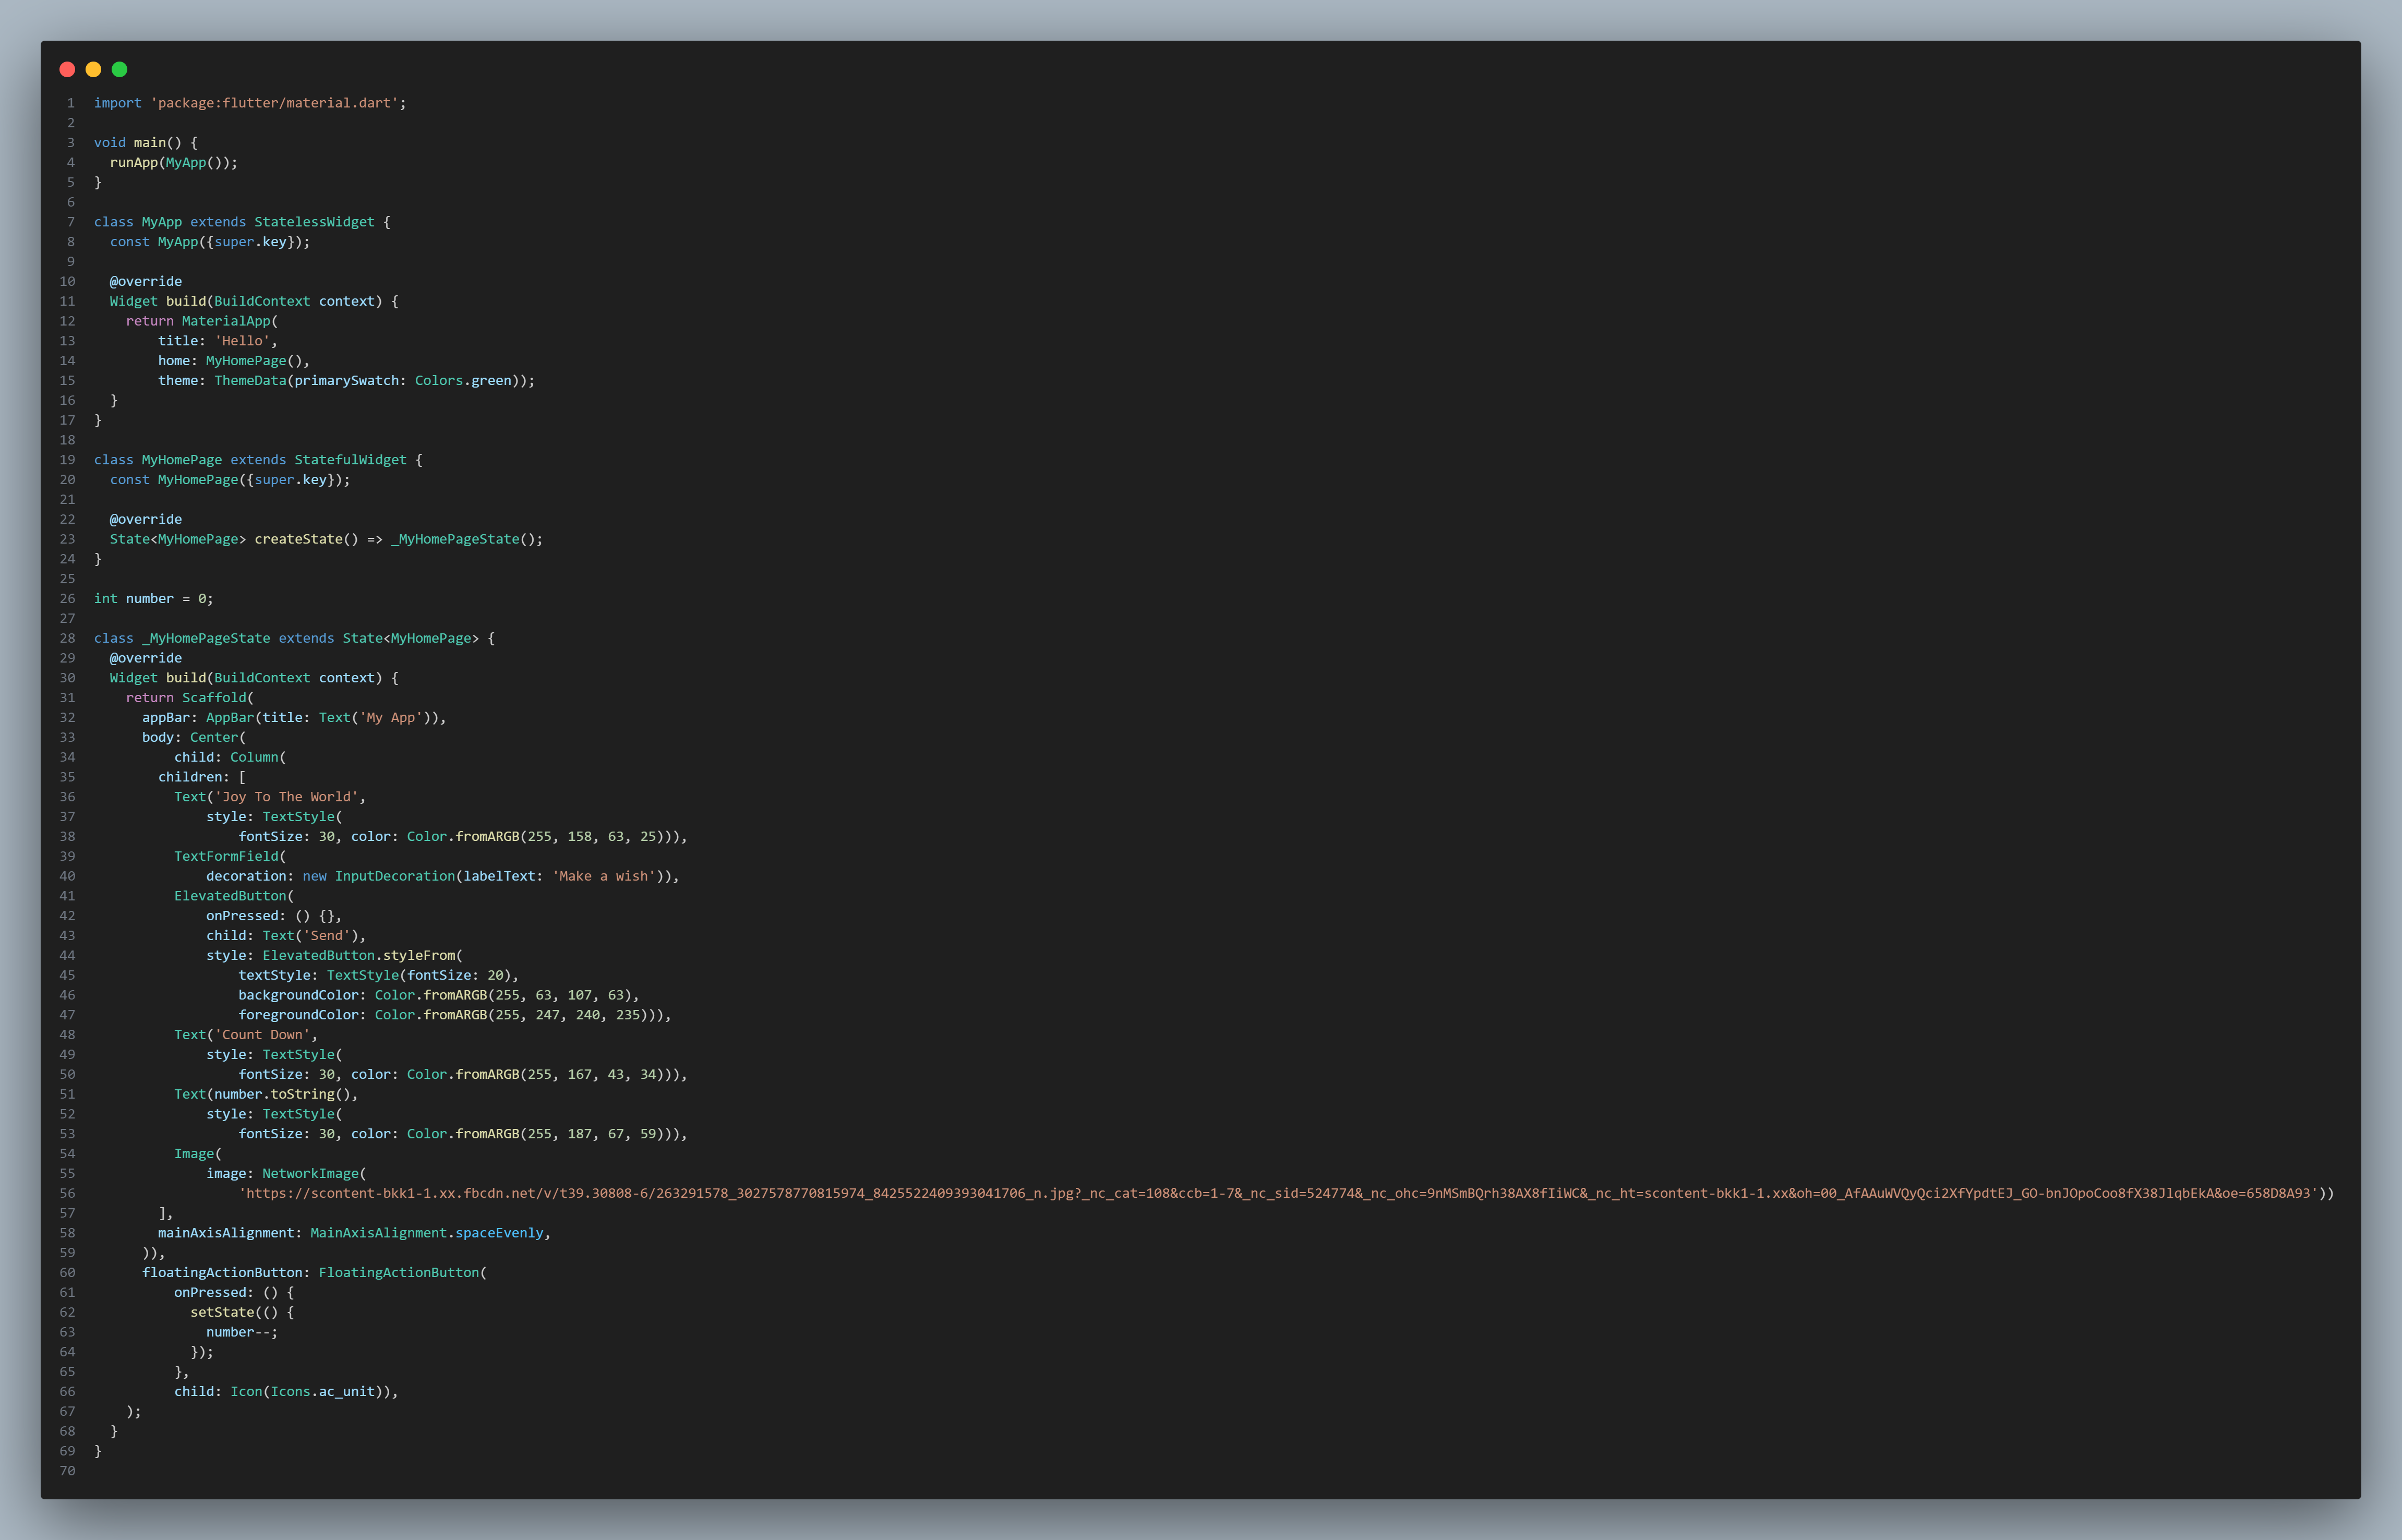 1 import 'package:flutter/material.dart';
2
3 void main() {
4   runApp(MyApp());
5 }
6
7 class MyApp extends StatelessWidget {
8   const MyApp({super.key});
9
10   @override
11   Widget build(BuildContext context) {
12     return MaterialApp(
13         title: 'Hello',
14         home: MyHomePage(),
15         theme: ThemeData(primarySwatch: Colors.green));
16   }
17 }
18
19 class MyHomePage extends StatefulWidget {
20   const MyHomePage({super.key});
21
22   @override
23   State<MyHomePage> createState() => _MyHomePageState();
24 }
25
26 int number = 0;
27
28 class _MyHomePageState extends State<MyHomePage> {
29   @override
30   Widget build(BuildContext context) {
31     return Scaffold(
32       appBar: AppBar(title: Text('My App')),
33       body: Center(
34           child: Column(
35         children: [
36           Text('Joy To The World',
37               style: TextStyle(
38                   fontSize: 30, color: Color.fromARGB(255, 158, 63, 25))),
39           TextFormField(
40               decoration: new InputDecoration(labelText: 'Make a wish')),
41           ElevatedButton(
42               onPressed: () {},
43               child: Text('Send'),
44               style: ElevatedButton.styleFrom(
45                   textStyle: TextStyle(fontSize: 20),
46                   backgroundColor: Color.fromARGB(255, 63, 107, 63),
47                   foregroundColor: Color.fromARGB(255, 247, 240, 235))),
48           Text('Count Down',
49               style: TextStyle(
50                   fontSize: 30, color: Color.fromARGB(255, 167, 43, 34))),
51           Text(number.toString(),
52               style: TextStyle(
53                   fontSize: 30, color: Color.fromARGB(255, 187, 67, 59))),
54           Image(
55               image: NetworkImage(
56                   'https://scontent-bkk1-1.xx.fbcdn.net/v/t39.30808-6/263291578_3027578770815974_8425522409393041706_n.jpg?_nc_cat=108&ccb=1-7&_nc_sid=524774&_nc_ohc=9nMSmBQrh38AX8fIiWC&_nc_ht=scontent-bkk1-1.xx&oh=00_AfAAuWVQyQci2XfYpdtEJ_GO-bnJOpoCoo8fX38JlqbEkA&oe=658D8A93'))
57         ],
58         mainAxisAlignment: MainAxisAlignment.spaceEvenly,
59       )),
60       floatingActionButton: FloatingActionButton(
61           onPressed: () {
62             setState(() {
63               number--;
64             });
65           },
66           child: Icon(Icons.ac_unit)),
67     );
68   }
69 }
70